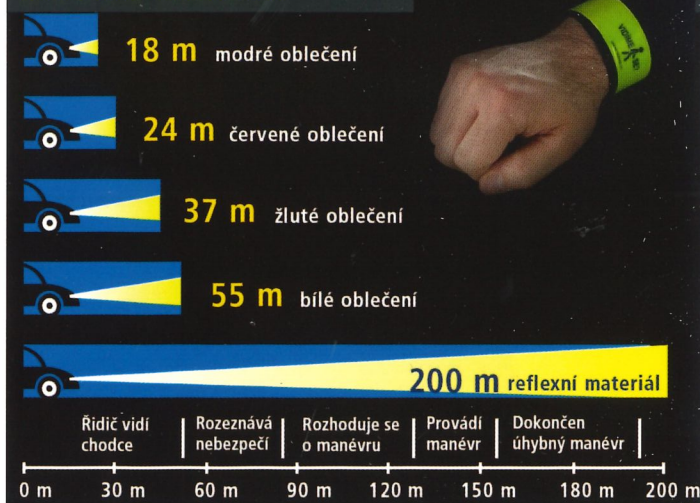 18 m modré oblečení
24 m červené oblečení
37 m žluté oblečení
55 m bílé oblečení
200 m reflexní materiál
Řidič vidí
chodce
Rozeznává
nebezpečí
Rozhoduje se
o manévru
Provádí
manévr
Dokončen
úhybný manévr
0 m 30 m 60 m 90 m 120 m 150 m 180 m 200 m